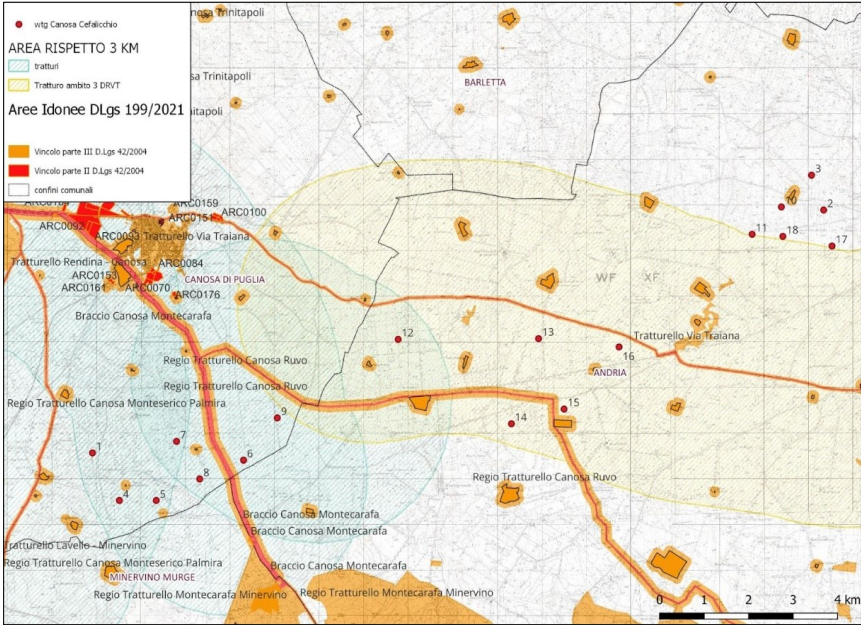 wtg Canosa Cefalicchio
AREA RISPETTO 3 KM
tratturi
Tratturo ambito 3 DRVT
Aree Idonee DLgs 199/2021
Vincolo parte III D.Lgs 42/2004
Vincolo parte II D.Lgs 42/2004
confini comunali
nosa Trinitapoli
sa Trinitapoli
nitapoli
BARLETTA
3
2
11
18
17
ARC0159
ARC0151
ARC0100
ARC0092
ARC0093
Tratturello Via Traiana
Tratturello Rendina - Canosa
ARC0084
ARC0153
CANOSA DI PUGLIA
ARC0161
ARC0070
ARC0176
WF XF
Braccio Canosa Montecarafa
12
13
Tratturello Via Traiana
16
Regio Tratturello Canosa Ruvo
ANDRIA
Regio Tratturello Canosa Ruvo
Regio Tratturello Canosa Monteserico Palmira
9
15
14
7
1
6
8
Regio Tratturello Canosa Ruvo
4
5
Braccio Canosa Montecarafa
Braccio Canosa Montecarafa
Tratturello Lavello - Minervino
Regio Tratturello Canosa Monteserico Palmira
Braccio Canosa Montecarafa
MINERVINO MURGE
Regio Tratturello Montecarafa Minervino
Regio Tratturello Montecarafa Minervino
0 1 2 3 4 km